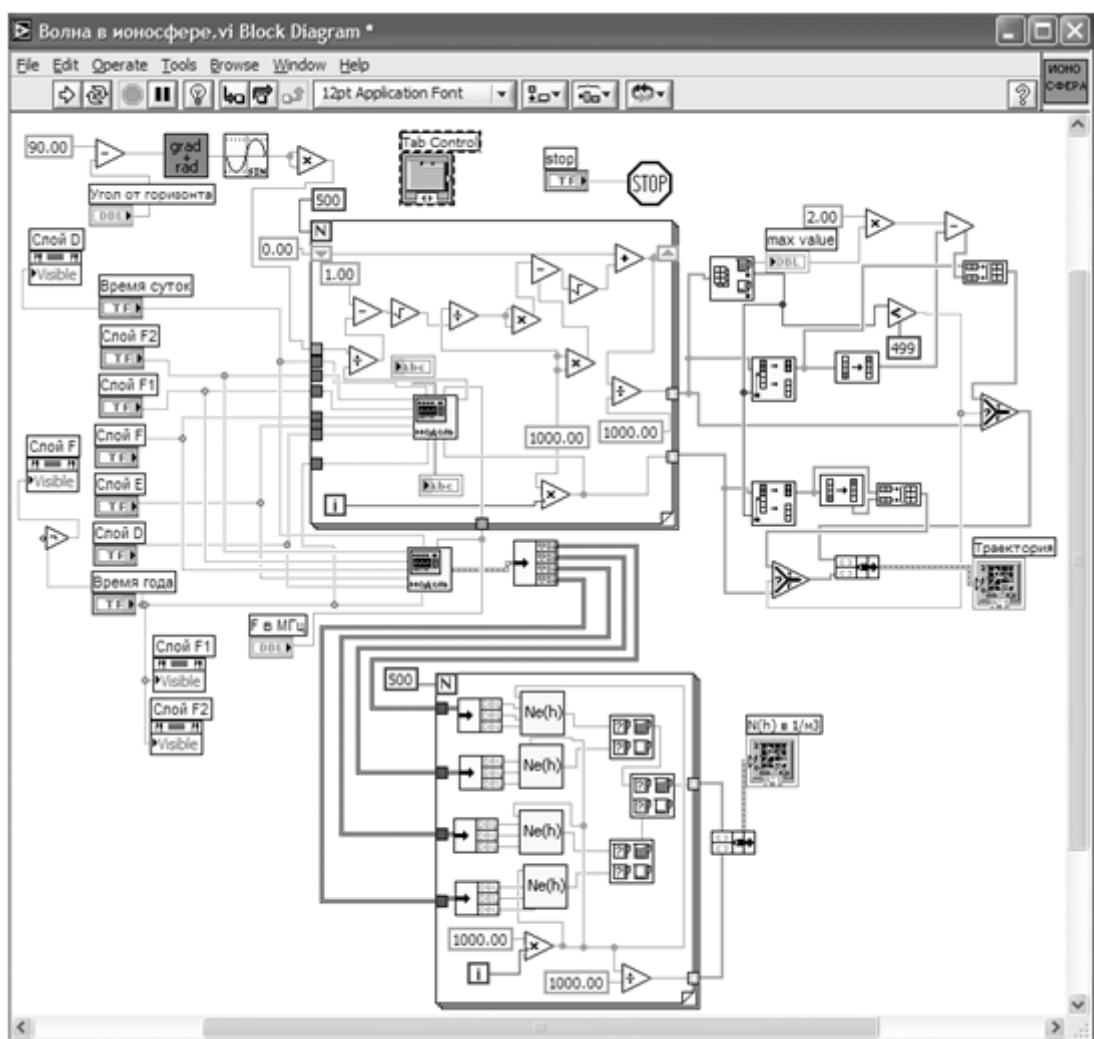 Волна в ионосфере.vi Block Diagram *
File Edit Operate Tools Browse Window Help
12pt Application Font
ИОНО
СФЕРА
90.00
grad
rad
SIN
Tab Control
stop
TF
STOP
Угол от горизонта
DBL
500
N
Слой D
Visible
0.00
1.00
2.00
max value
DBL
Время суток
TF
Слой F2
TF
499
Слой F1
TF
abc
МОДЕЛЬ
Слой F
TF
Слой F
Visible
1000.00
1000.00
Слой E
TF
abc
i
Слой D
TF
Траектория
МОДЕЛЬ
Время года
TF
F в МГц
DBL
Слой F1
Visible
500
N
Слой F2
Visible
Ne(h)
N(h) в 1/м3
Ne(h)
Ne(h)
Ne(h)
1000.00
i
1000.00